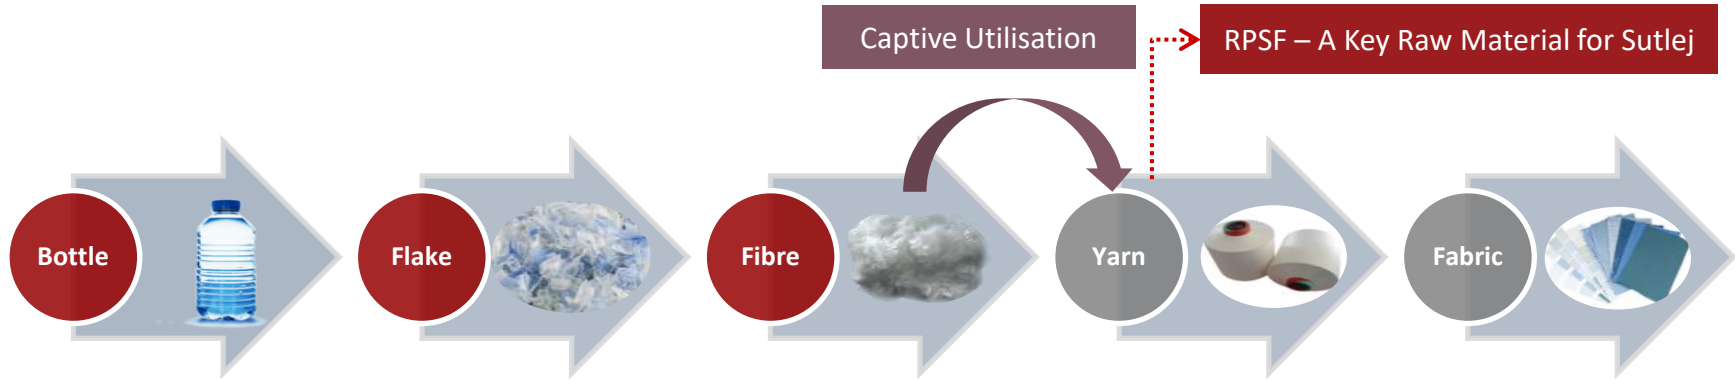 Captive Utilisation
RPSF – A Key Raw Material for Sutlej
Bottle
Flake
Fibre
Yarn
Fabric